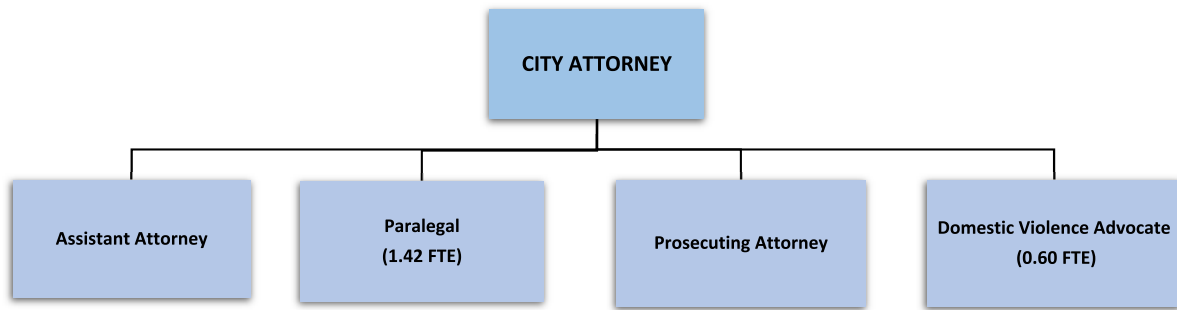 CITY ATTORNEY
Assistant Attorney
Paralegal
(1.42 FTE)
Prosecuting Attorney
Domestic Violence Advocate
(0.60 FTE)